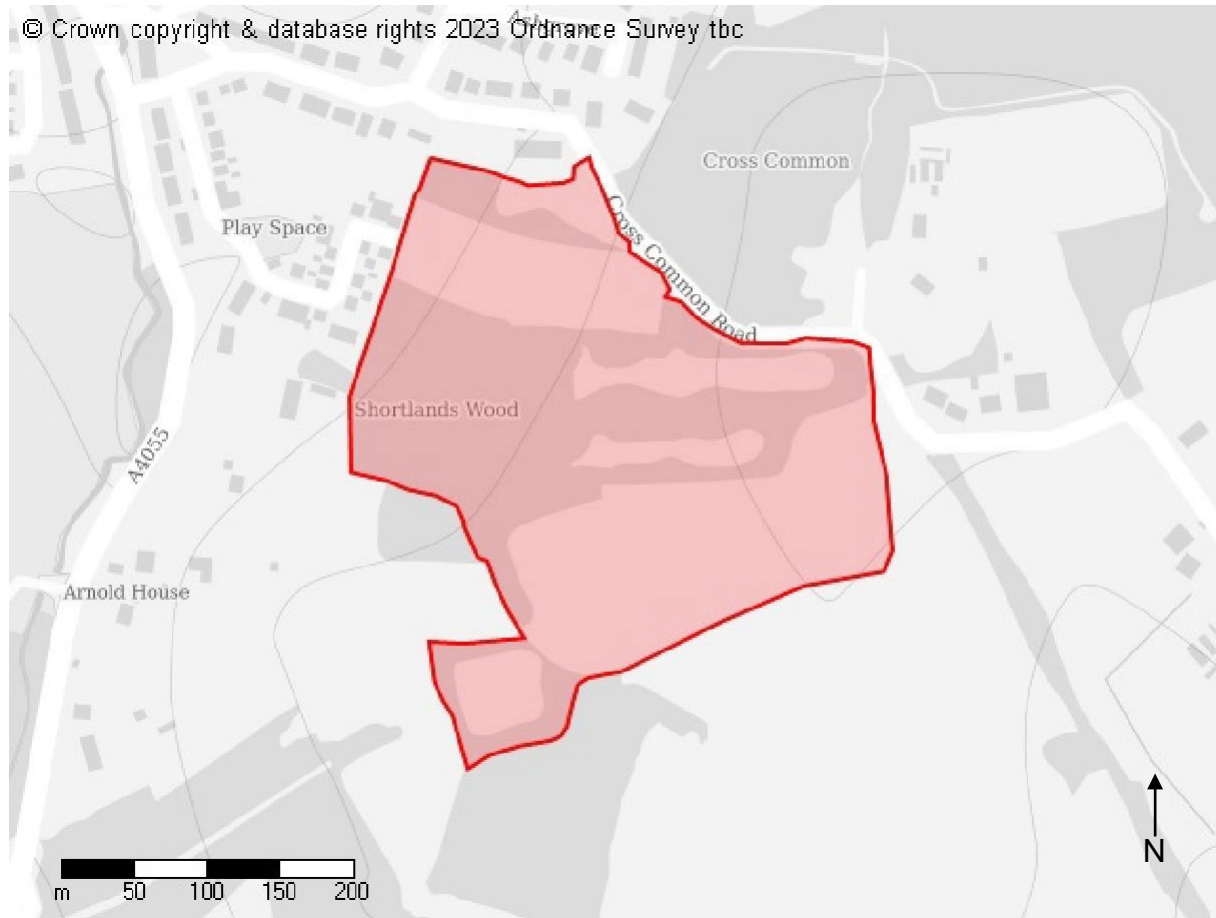 © Crown copyright & database rights 2023 Ordnance Survey tbc
Cross Common
Play Space
Cross Common Road
Shortlands Wood
A4055
Arnold House
N
m 50 100 150 200